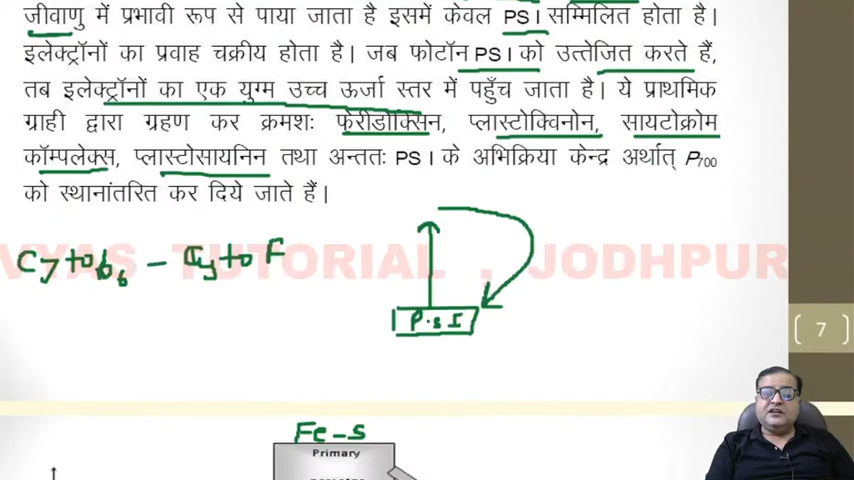 जीवाणु में प्रभावी रूप से पाया जाता है इसमें केवल PS I सम्मिलित होता है।
इलेक्ट्रॉनों का प्रवाह चक्रीय होता है। जब फोटॉन PS I को उत्तेजित करते हैं,
तब इलेक्ट्रॉनों का एक युग्म उच्च ऊर्जा स्तर में पहुँच जाता है। ये प्राथमिक
ग्राही द्वारा ग्रहण कर क्रमशः फेरीडोक्सिन, प्लास्टोक्विनोन, सायटोक्रोम
कॉम्पलेक्स, प्लास्टोसायनिन तथा अन्ततः PS I के अभिक्रिया केन्द्र अर्थात् P700
को स्थानांतरित कर दिये जाते हैं।
Cytob6 - Cyto F
VYAS TUTORIAL , JODHPUR
P.s I
7
Fe-s
Primary